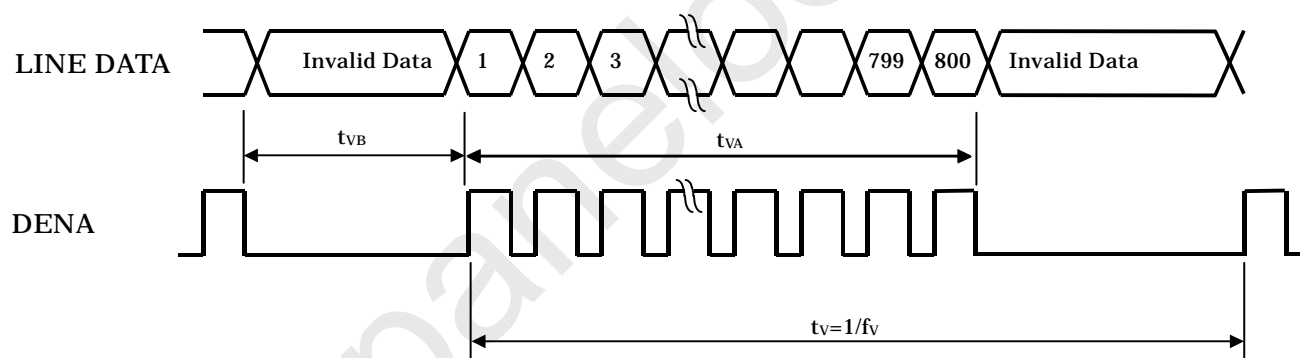 LINE DATA Invalid Data 1 2 3 799 800 Invalid Data
tVB tVA
DENA
tV=1/fV